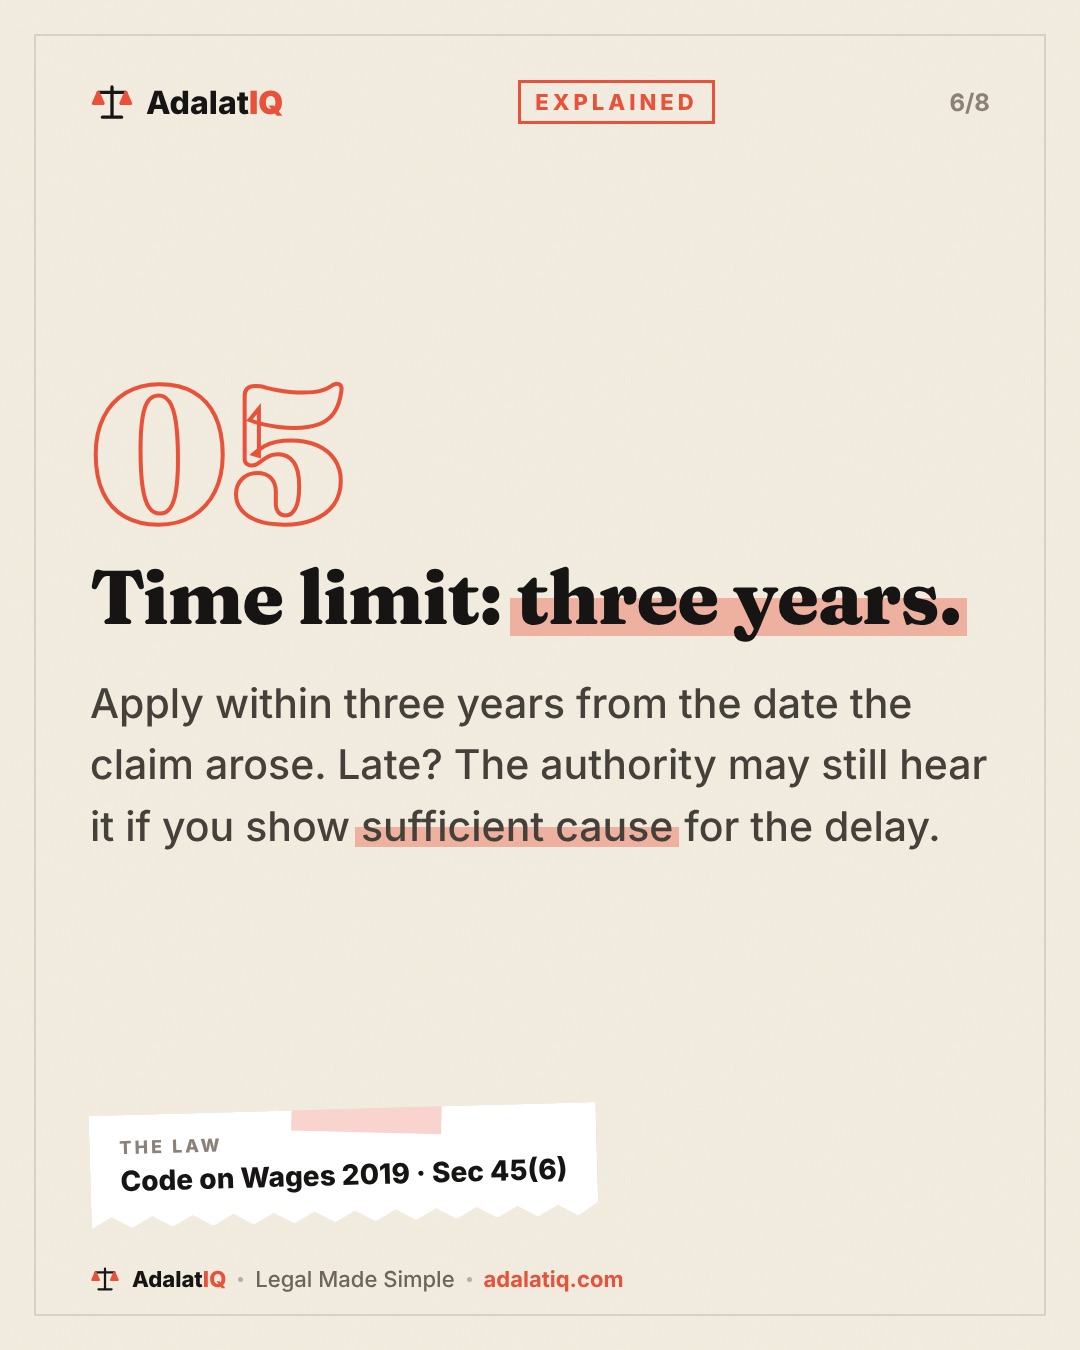 AdalatIQ
EXPLAINED
6/8
05
Time limit: three years.
Apply within three years from the date the
claim arose. Late? The authority may still hear
it if you show sufficient cause for the delay.
THE LAW
Code on Wages 2019 · Sec 45(6)
AdalatIQ • Legal Made Simple • adalatiq.com